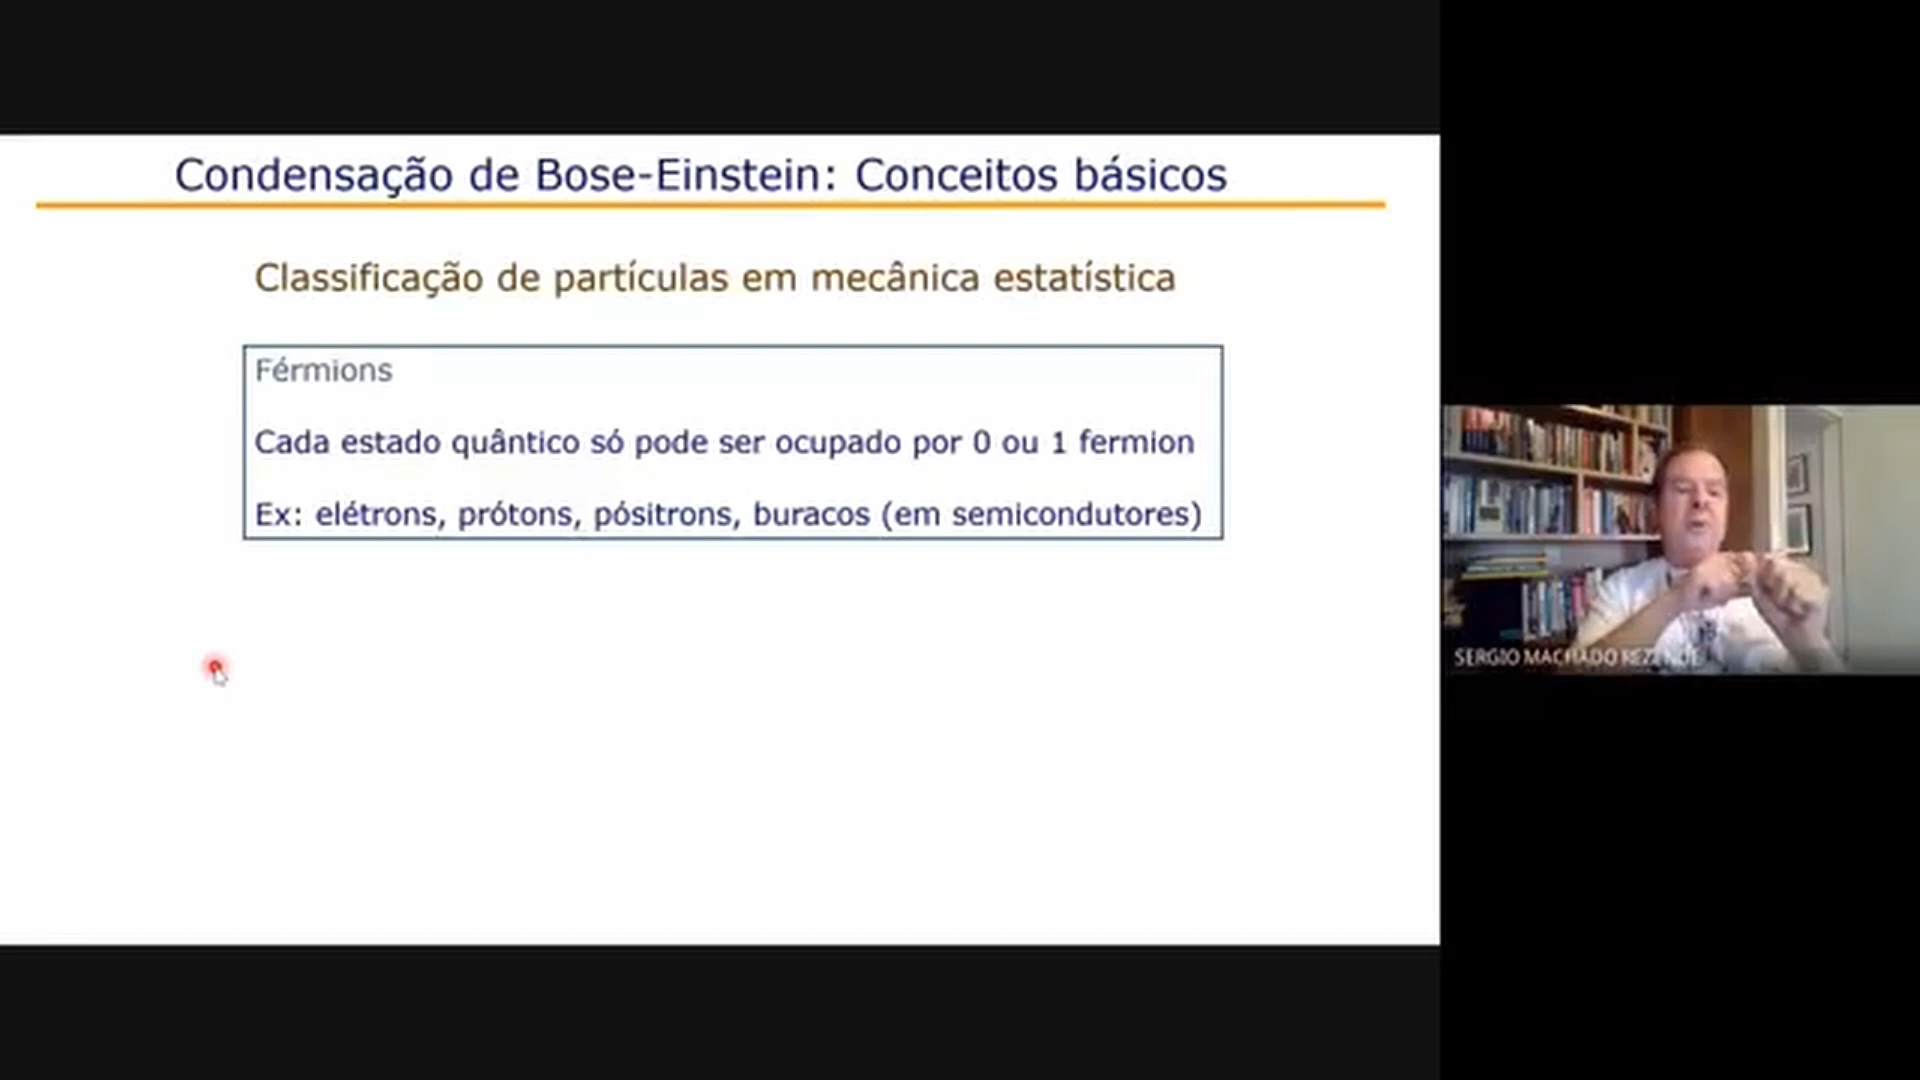 Condensação de Bose-Einstein: Conceitos básicos
Classificação de partículas em mecânica estatística
Férmions
Cada estado quântico só pode ser ocupado por 0 ou 1 fermion
Ex: elétrons, prótons, pósitrons, buracos (em semicondutores)
SERGIO MACHADO REZENDE